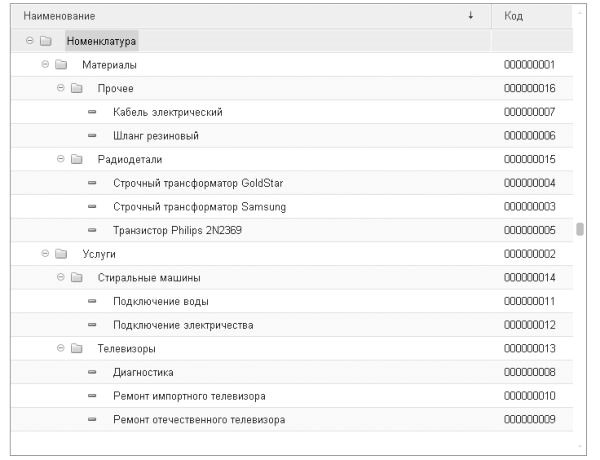 Наименование ↓ Код
Номенклатура
Материалы 000000001
Прочее 000000016
Кабель электрический 000000007
Шланг резиновый 000000006
Радиодетали 000000015
Строчный трансформатор GoldStar 000000004
Строчный трансформатор Samsung 000000003
Транзистор Philips 2N2369 000000005
Услуги 000000002
Стиральные машины 000000014
Подключение воды 000000011
Подключение электричества 000000012
Телевизоры 000000013
Диагностика 000000008
Ремонт импортного телевизора 000000010
Ремонт отечественного телевизора 000000009